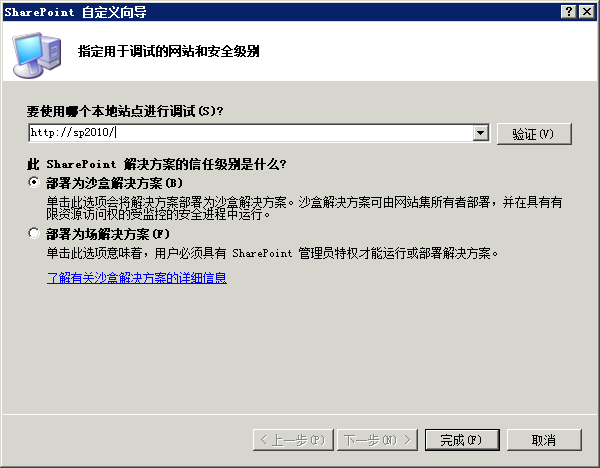 SharePoint 自定义向导
指定用于调试的网站和安全级别
要使用哪个本地站点进行调试(S)?
http://sp2010/
验证(V)
此 SharePoint 解决方案的信任级别是什么?
部署为沙盒解决方案(B)
单击此选项会将解决方案部署为沙盒解决方案。沙盒解决方案可由网站集所有者部署，并在具有有
限资源访问权的受监控的安全进程中运行。
部署为场解决方案(F)
单击此选项意味着，用户必须具有 SharePoint 管理员特权才能运行或部署解决方案。
了解有关沙盒解决方案的详细信息
< 上一步(P)
下一步(N) >
完成(F)
取消